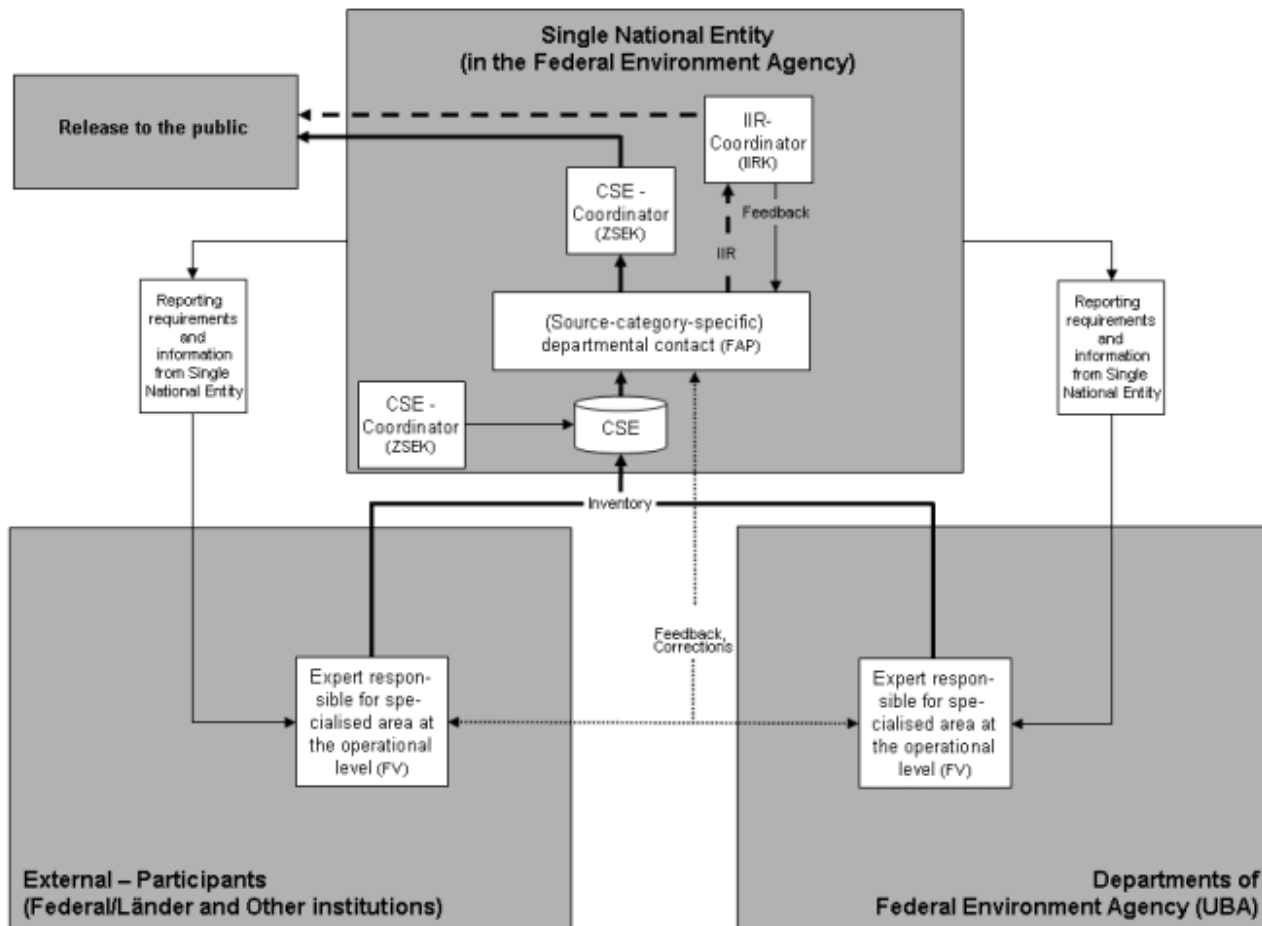 Single National Entity
(in the Federal Environment Agency)
Release to the public
IIR-
Coordinator
(IIRK)
CSE -
Coordinator
(ZSEK)
Feedback
IIR
Reporting
requirements
and
information
from Single
National Entity
Reporting
requirements
and
information
from Single
National Entity
(Source-category-specific)
departmental contact (FAP)
CSE -
Coordinator
(ZSEK)
CSE
Inventory
Feedback,
Corrections
Expert respon-
sible for spe-
cialised area at
the operational
level (FV)
Expert respon-
sible for spe-
cialised area at
the operational
level (FV)
External – Participants
(Federal/Länder and Other institutions)
Departments of
Federal Environment Agency (UBA)